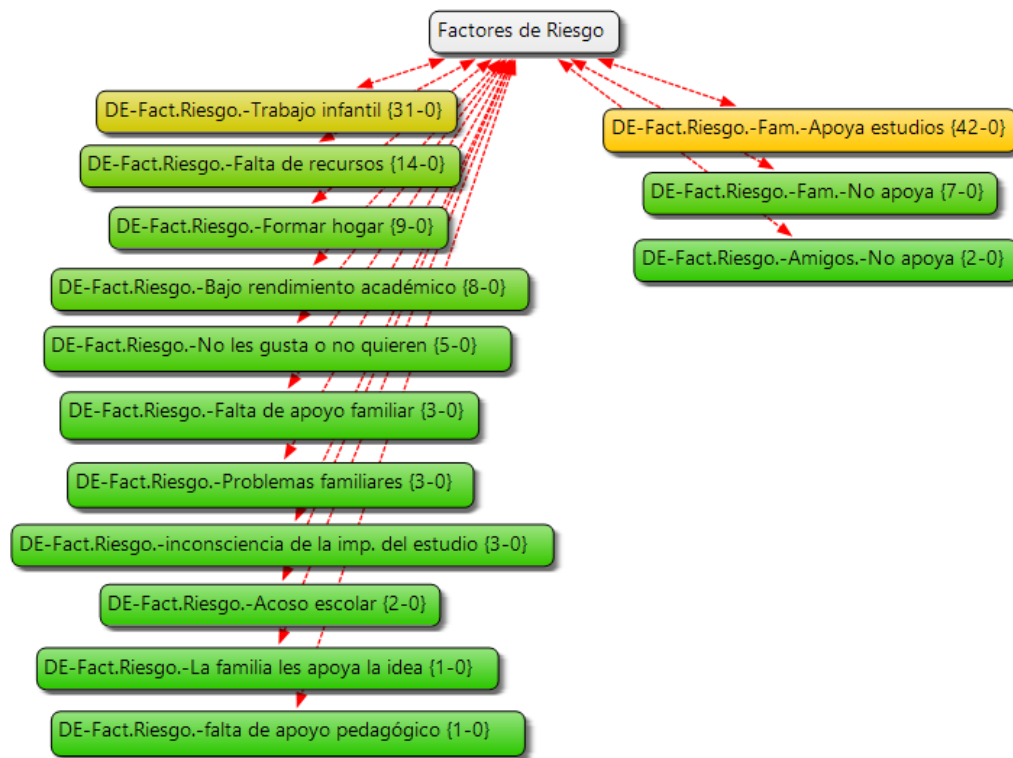 Factores de Riesgo
DE-Fact.Riesgo.-Trabajo infantil {31-0}
DE-Fact.Riesgo.-Falta de recursos {14-0}
DE-Fact.Riesgo.-Formar hogar {9-0}
DE-Fact.Riesgo.-Bajo rendimiento académico {8-0}
DE-Fact.Riesgo.-No les gusta o no quieren {5-0}
DE-Fact.Riesgo.-Falta de apoyo familiar {3-0}
DE-Fact.Riesgo.-Problemas familiares {3-0}
DE-Fact.Riesgo.-inconsciencia de la imp. del estudio {3-0}
DE-Fact.Riesgo.-Acoso escolar {2-0}
DE-Fact.Riesgo.-La familia les apoya la idea {1-0}
DE-Fact.Riesgo.-falta de apoyo pedagógico {1-0}
DE-Fact.Riesgo.-Fam.-Apoya estudios {42-0}
DE-Fact.Riesgo.-Fam.-No apoya {7-0}
DE-Fact.Riesgo.-Amigos.-No apoya {2-0}